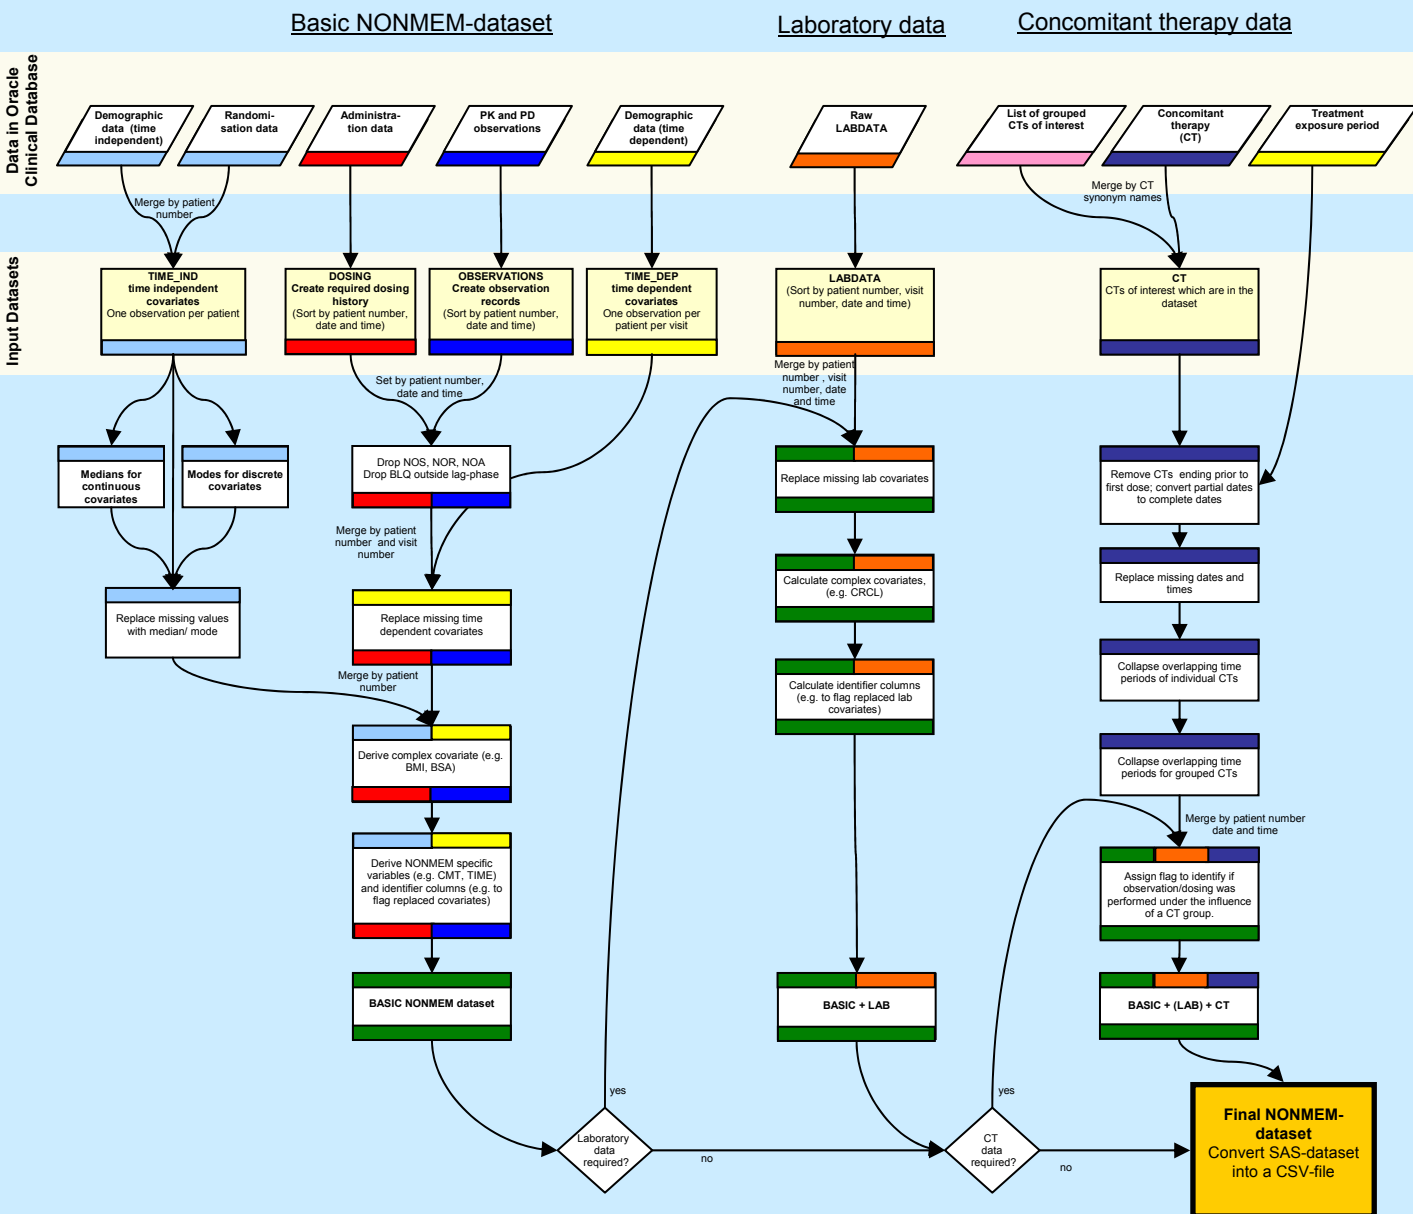 Basic NONMEM-dataset
Laboratory data
Concomitant therapy data
Data in Oracle
Clinical Database
Demographic
data (time
independent)
Randomi-
sation data
Administra-
tion data
PK and PD
observations
Demographic
data (time
dependent)
Raw
LABDATA
List of grouped
CTs of interest
Concomitant
therapy
(CT)
Treatment
exposure period
Merge by patient
number
Merge by CT
synonym names
Input Datasets
TIME_IND
time independent
covariates
One observation per patient
DOSING
Create required dosing
history
(Sort by patient number,
date and time)
OBSERVATIONS
Create observation
records
(Sort by patient number,
date and time)
TIME_DEP
time dependent
covariates
One observation per
patient per visit
LABDATA
(Sort by patient number, visit
number, date and time)
CT
CTs of interest which are in the
dataset
Set by patient number,
date and time
Merge by patient
number , visit
number, date
and time
Medians for
continuous
covariates
Modes for discrete
covariates
Drop NOS, NOR, NOA
Drop BLQ outside lag-phase
Replace missing lab covariates
Remove CTs ending prior to
first dose; convert partial dates
to complete dates
Merge by patient
number and visit
number
Calculate complex covariates,
(e.g. CRCL)
Replace missing dates and
times
Replace missing values
with median/ mode
Replace missing time
dependent covariates
Collapse overlapping time
periods of individual CTs
Merge by patient
number
Calculate identifier columns
(e.g. to flag replaced lab
covariates)
Derive complex covariate (e.g.
BMI, BSA)
Collapse overlapping time
periods for grouped CTs
Merge by patient number
date and time
Derive NONMEM specific
variables (e.g. CMT, TIME)
and identifier columns (e.g. to
flag replaced covariates)
Assign flag to identify if
observation/dosing was
performed under the influence
of a CT group.
BASIC NONMEM dataset
BASIC + LAB
BASIC + (LAB) + CT
yes
yes
Laboratory
data
required?
no
CT
data
required?
no
Final NONMEM-
dataset
Convert SAS-dataset
into a CSV-file